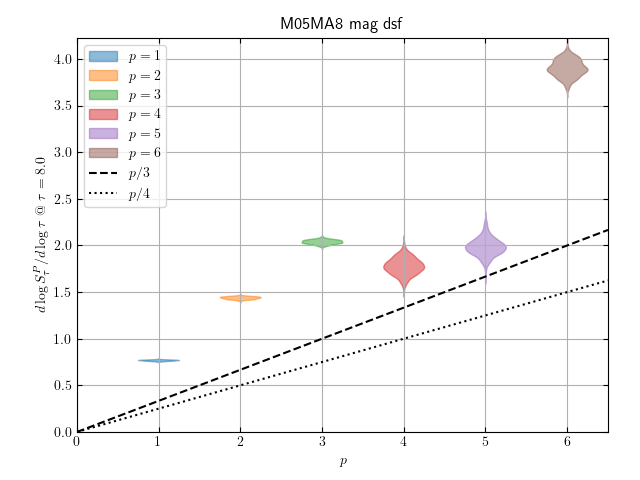 M05MA8 mag dsf
p = 1
p = 2
p = 3
p = 4
p = 5
p = 6
p/3
p/4
d log S_τ^P / d log τ @ τ = 8.0
4.0
3.5
3.0
2.5
2.0
1.5
1.0
0.5
0.0
0 1 2 3 4 5 6
p